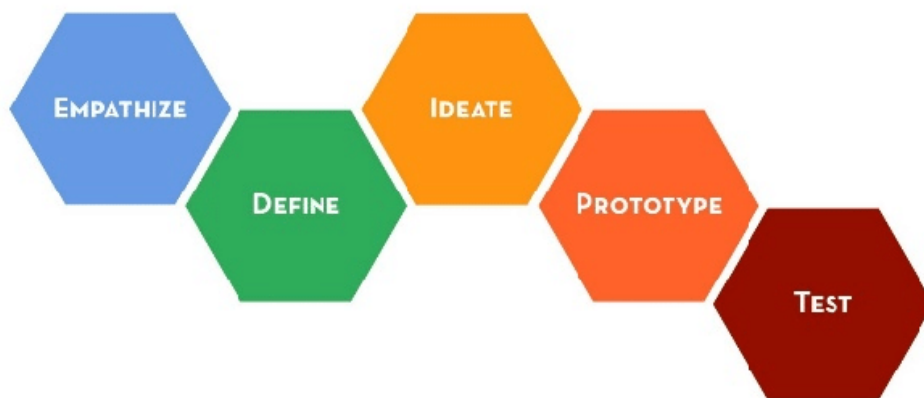 EMPATHIZE
DEFINE
IDEATE
PROTOTYPE
TEST